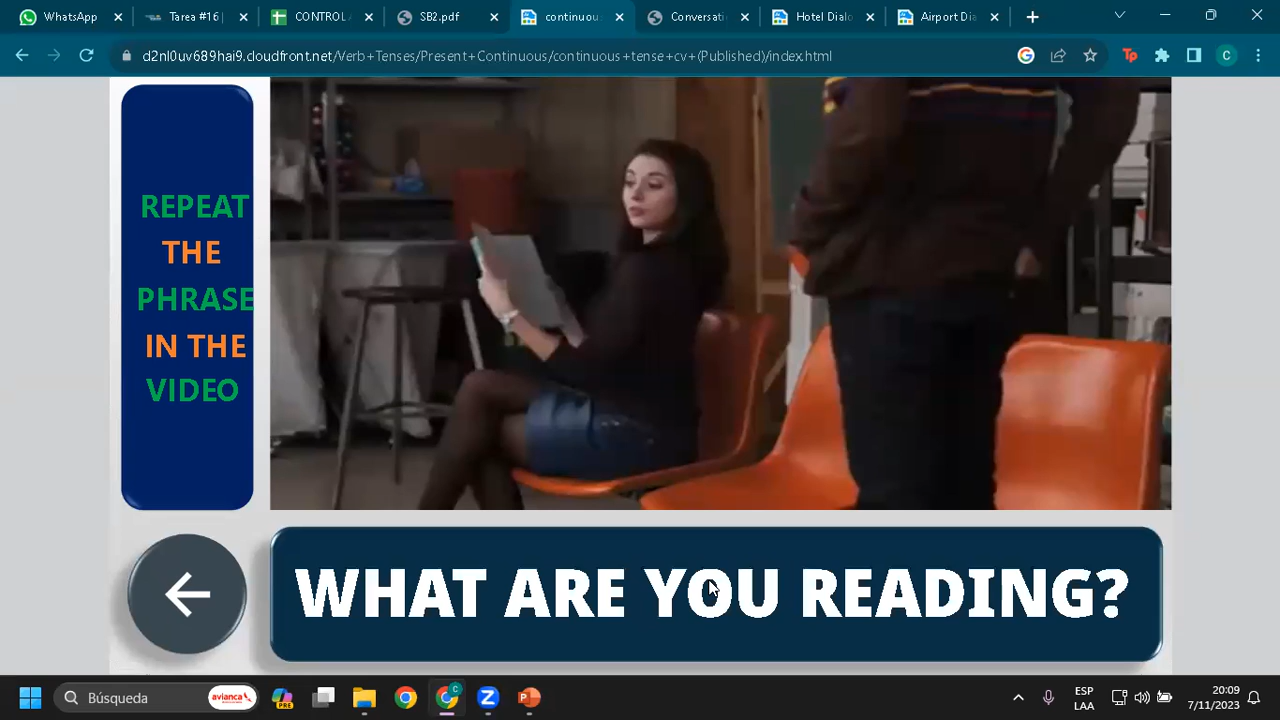 WhatsApp
Tarea #16
CONTROL
SB2.pdf
continuou
Conversati
Hotel Dialo
Airport Dia
d2nl0uv689hai9.cloudfront.net/Verb+Tenses/Present+Continuous/continuous+tense+cv+(Published)/index.html
C
REPEAT
THE
PHRASE
IN THE
VIDEO
WHAT ARE YOU READING?
Búsqueda
avianca
PRE
ESP
LAA
20:09
7/11/2023